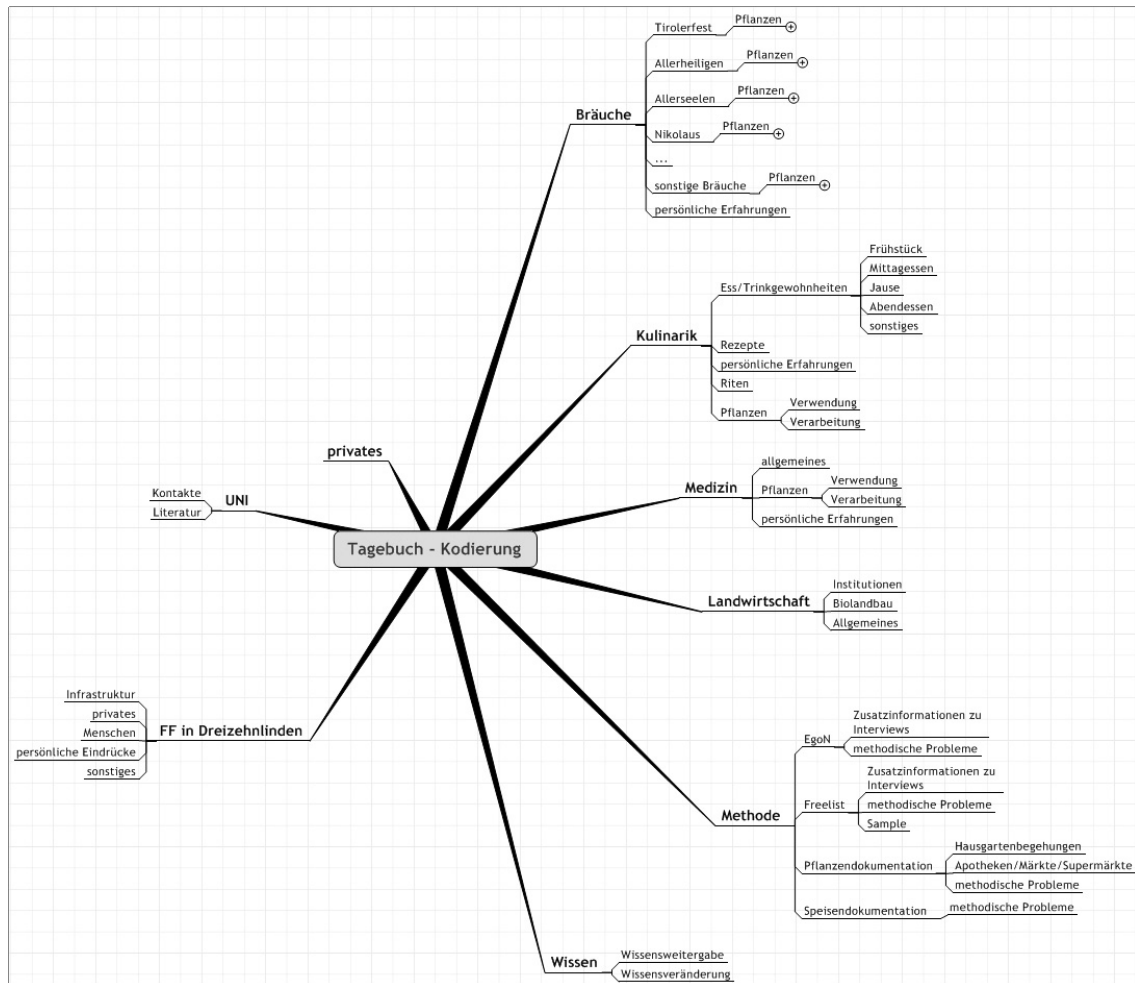 Tagebuch - Kodierung
Bräuche
Tirolerfest
Pflanzen
Allerheiligen
Pflanzen
Allerseelen
Pflanzen
Nikolaus
Pflanzen
...
sonstige Bräuche
Pflanzen
persönliche Erfahrungen
Kulinarik
Ess/Trinkgewohnheiten
Frühstück
Mittagessen
Jause
Abendessen
sonstiges
Rezepte
persönliche Erfahrungen
Riten
Pflanzen
Verwendung
Verarbeitung
Medizin
allgemeines
Pflanzen
Verwendung
Verarbeitung
persönliche Erfahrungen
Landwirtschaft
Institutionen
Biolandbau
Allgemeines
Methode
EgoN
Zusatzinformationen zu
Interviews
methodische Probleme
Freelist
Zusatzinformationen zu
Interviews
methodische Probleme
Sample
Pflanzendokumentation
Hausgartenbegehungen
Apotheken/Märkte/Supermärkte
methodische Probleme
Speisendokumentation
methodische Probleme
Wissen
Wissensweitergabe
Wissensveränderung
FF in Dreizehnlinden
Infrastruktur
privates
Menschen
persönliche Eindrücke
sonstiges
UNI
Kontakte
Literatur
privates